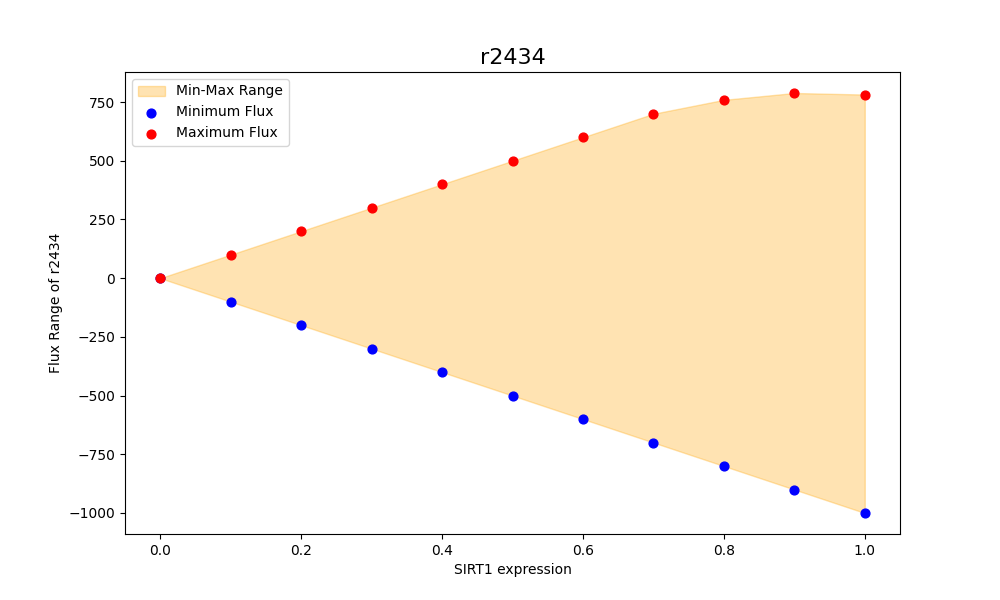 r2434
Min-Max Range
Minimum Flux
Maximum Flux
750
500
250
0
−250
−500
−750
−1000
Flux Range of r2434
0.0 0.2 0.4 0.6 0.8 1.0
SIRT1 expression